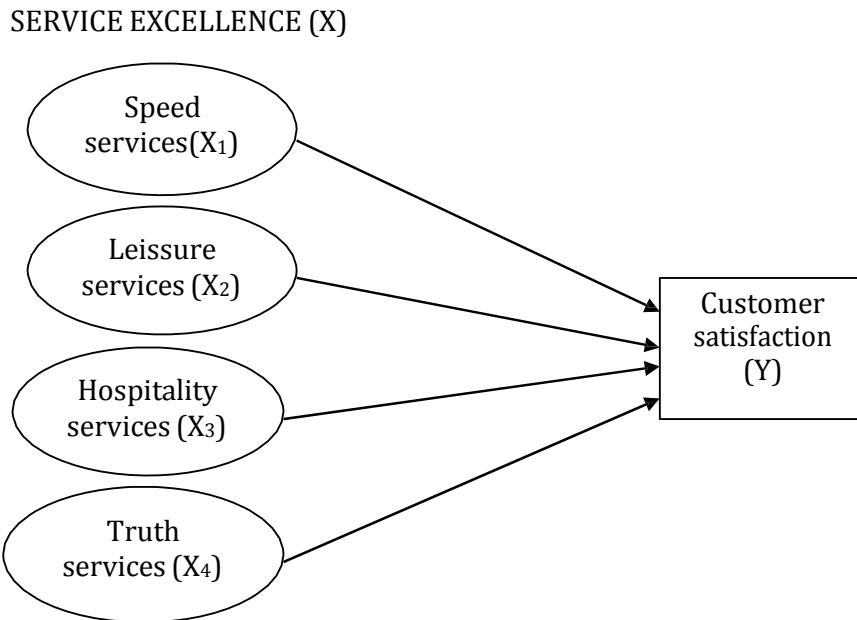 SERVICE EXCELLENCE (X)
Speed
services(X₁)
Leissure
services (X₂)
Hospitality
services (X₃)
Truth
services (X₄)
Customer
satisfaction
(Y)